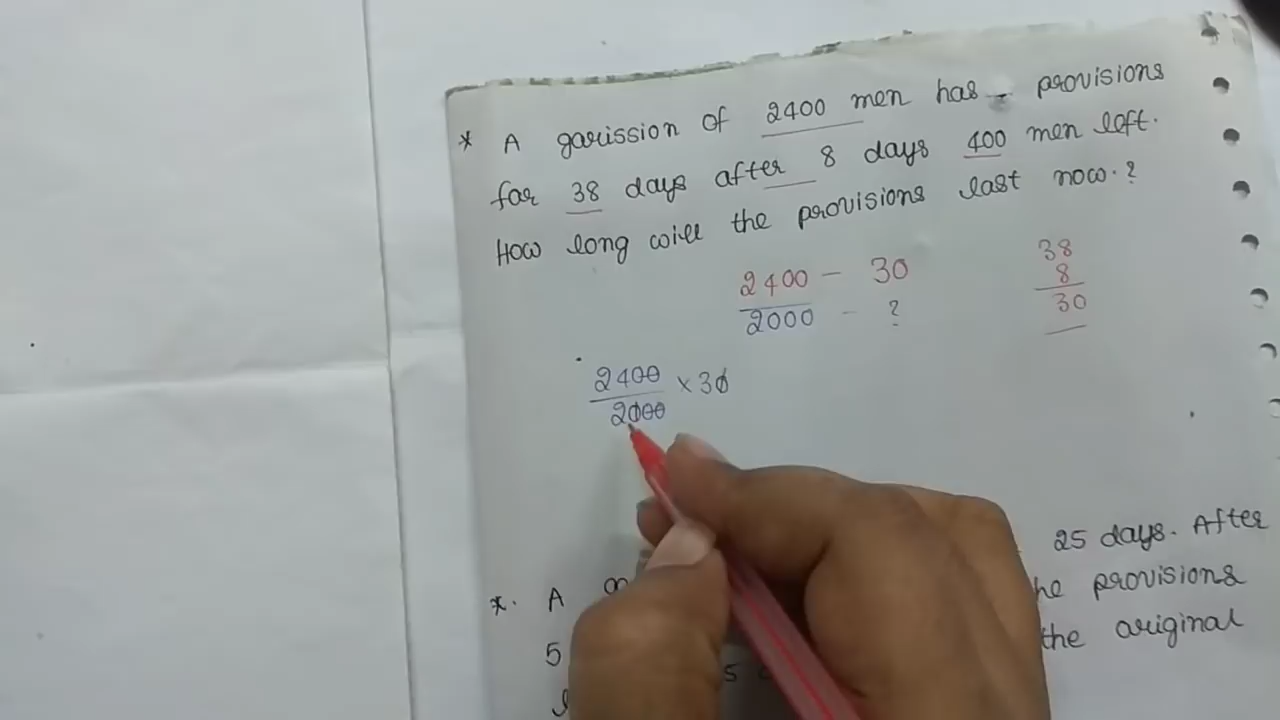 * A garission of 2400 men has provisions
for 38 days after 8 days 400 men left.
How long will the provisions last now.?
2400 - 30
2000 - ?
38
8
30
2400
2000
× 30
*. A 25 days. After
5 provisions
the original